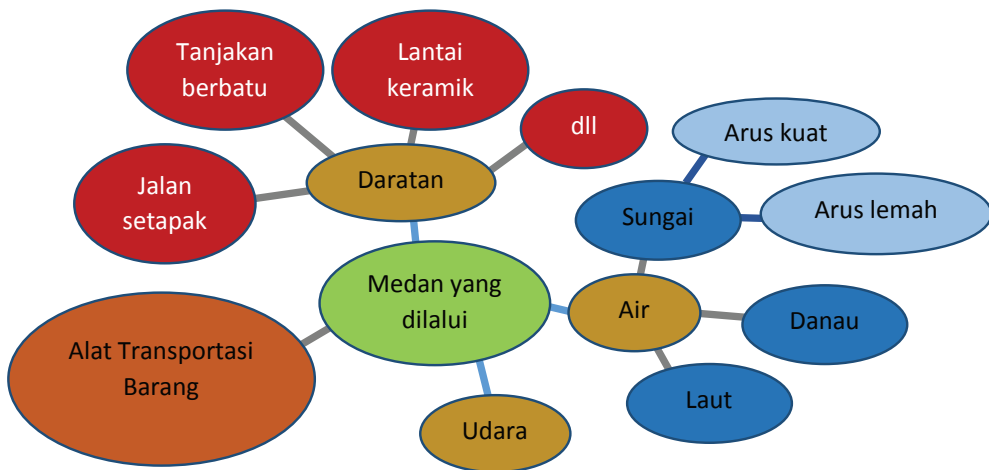 Tanjakan
berbatu
Lantai
keramik
dll
Arus kuat
Jalan
setapak
Daratan
Sungai
Arus lemah
Medan yang
dilalui
Air
Danau
Alat Transportasi
Barang
Laut
Udara